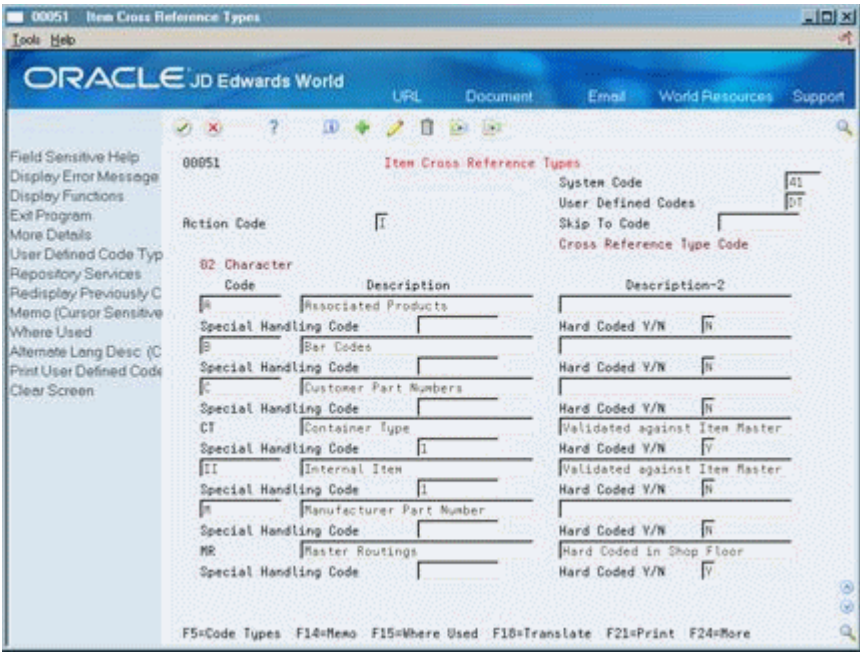 00051 Item Cross Reference Types
Tools Help
ORACLE JD Edwards World
URL Document Email World Resources Support
Field Sensitive Help
Display Error Message
Display Functions
Exit Program
More Details
User Defined Code Typ
Repository Services
Redisplay Previously C
Memo (Cursor Sensitive
Where Used
Alternate Lang Desc (C
Print User Defined Code
Clear Screen
00051 Item Cross Reference Types
System Code 41
User Defined Codes DT
Action Code I Skip To Code
Cross Reference Type Code
02 Character
Code Description Description-2
A Associated Products
Special Handling Code Hard Coded Y/N N
B Bar Codes
Special Handling Code Hard Coded Y/N N
C Customer Part Numbers
Special Handling Code Hard Coded Y/N N
CT Container Type Validated against Item Master
Special Handling Code 1 Hard Coded Y/N Y
II Internal Item Validated against Item Master
Special Handling Code 1 Hard Coded Y/N N
M Manufacturer Part Number
Special Handling Code Hard Coded Y/N N
MR Master Routings Hard Coded in Shop Floor
Special Handling Code Hard Coded Y/N Y
F5=Code Types F14=Memo F15=Where Used F18=Translate F21=Print F24=More